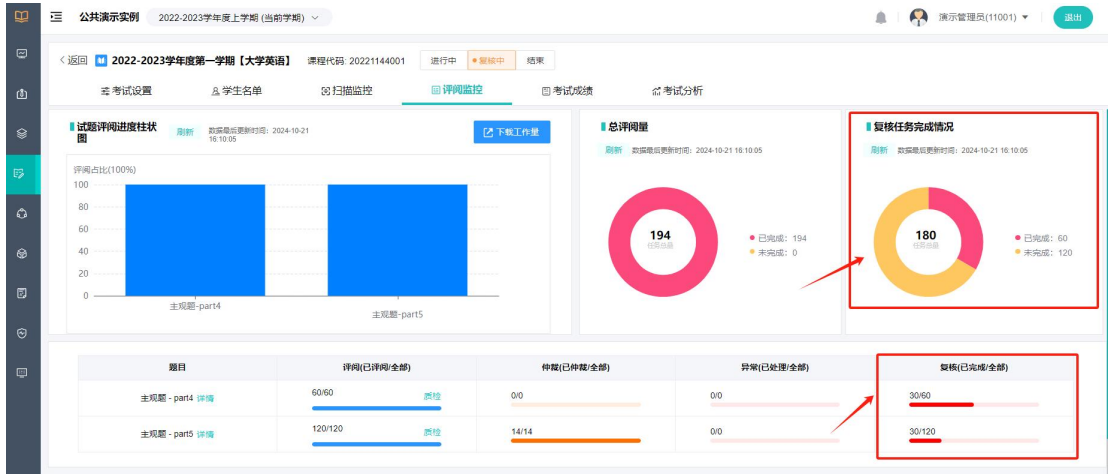 公共演示实例 2022-2023学年度上学期 (当前学期)
演示管理员(11001) 退出
返回 2022-2023学年度第一学期【大学英语】 课程代码: 20221144001 进行中 复核中 结束
考试设置 学生名单 扫描监控 评阅监控 考试成绩 考试分析
试题评阅进度柱状图 刷新 数据最后更新时间：2024-10-21 16:10:05 下载工作量
评阅占比(100%)
100
80
60
40
20
0
主观题-part4
主观题-part5
总评阅量
刷新 数据最后更新时间：2024-10-21 16:10:05
194
任务总量
已完成：194
未完成：0
复核任务完成情况
刷新 数据最后更新时间：2024-10-21 16:10:05
180
任务总量
已完成：60
未完成：120
题目 评阅(已评阅/全部) 仲裁(已仲裁/全部) 异常(已处理/全部) 复核(已完成/全部)
主观题 - part4 详情 60/60 质检 0/0 0/0 30/60
主观题 - part5 详情 120/120 质检 14/14 0/0 30/120